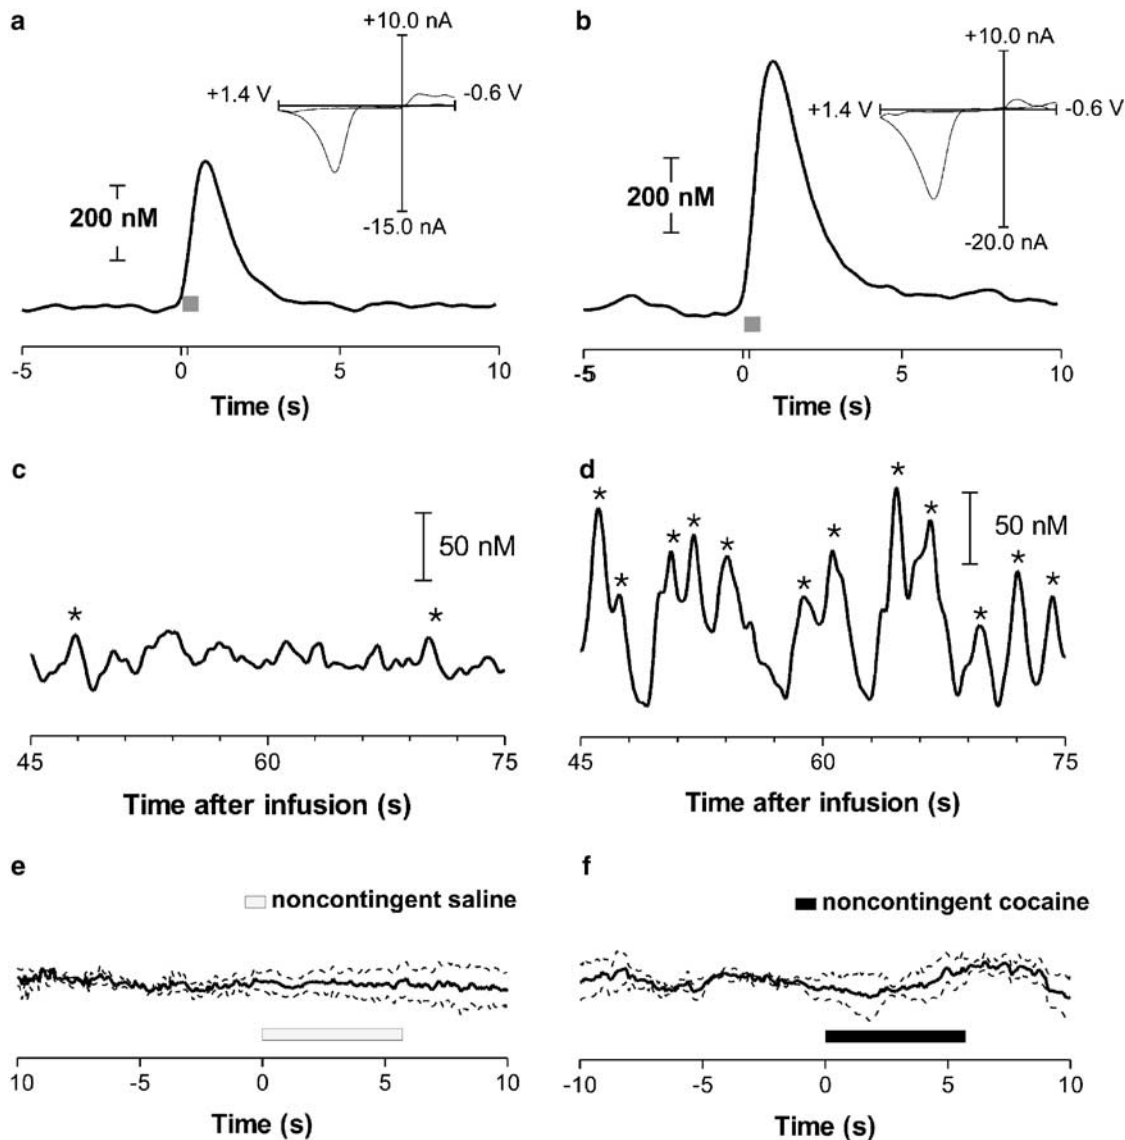 a
+10.0 nA
+1.4 V
-0.6 V
200 nM
-15.0 nA
-5 0 5 10
Time (s)
b
+10.0 nA
+1.4 V
-0.6 V
200 nM
-20.0 nA
-5 0 5 10
Time (s)
c
50 nM
* *
45 60 75
Time after infusion (s)
d
* * * * * * * * * * * *
50 nM
45 60 75
Time after infusion (s)
e
noncontingent saline
10 -5 0 5 10
Time (s)
f
noncontingent cocaine
-10 -5 0 5 10
Time (s)